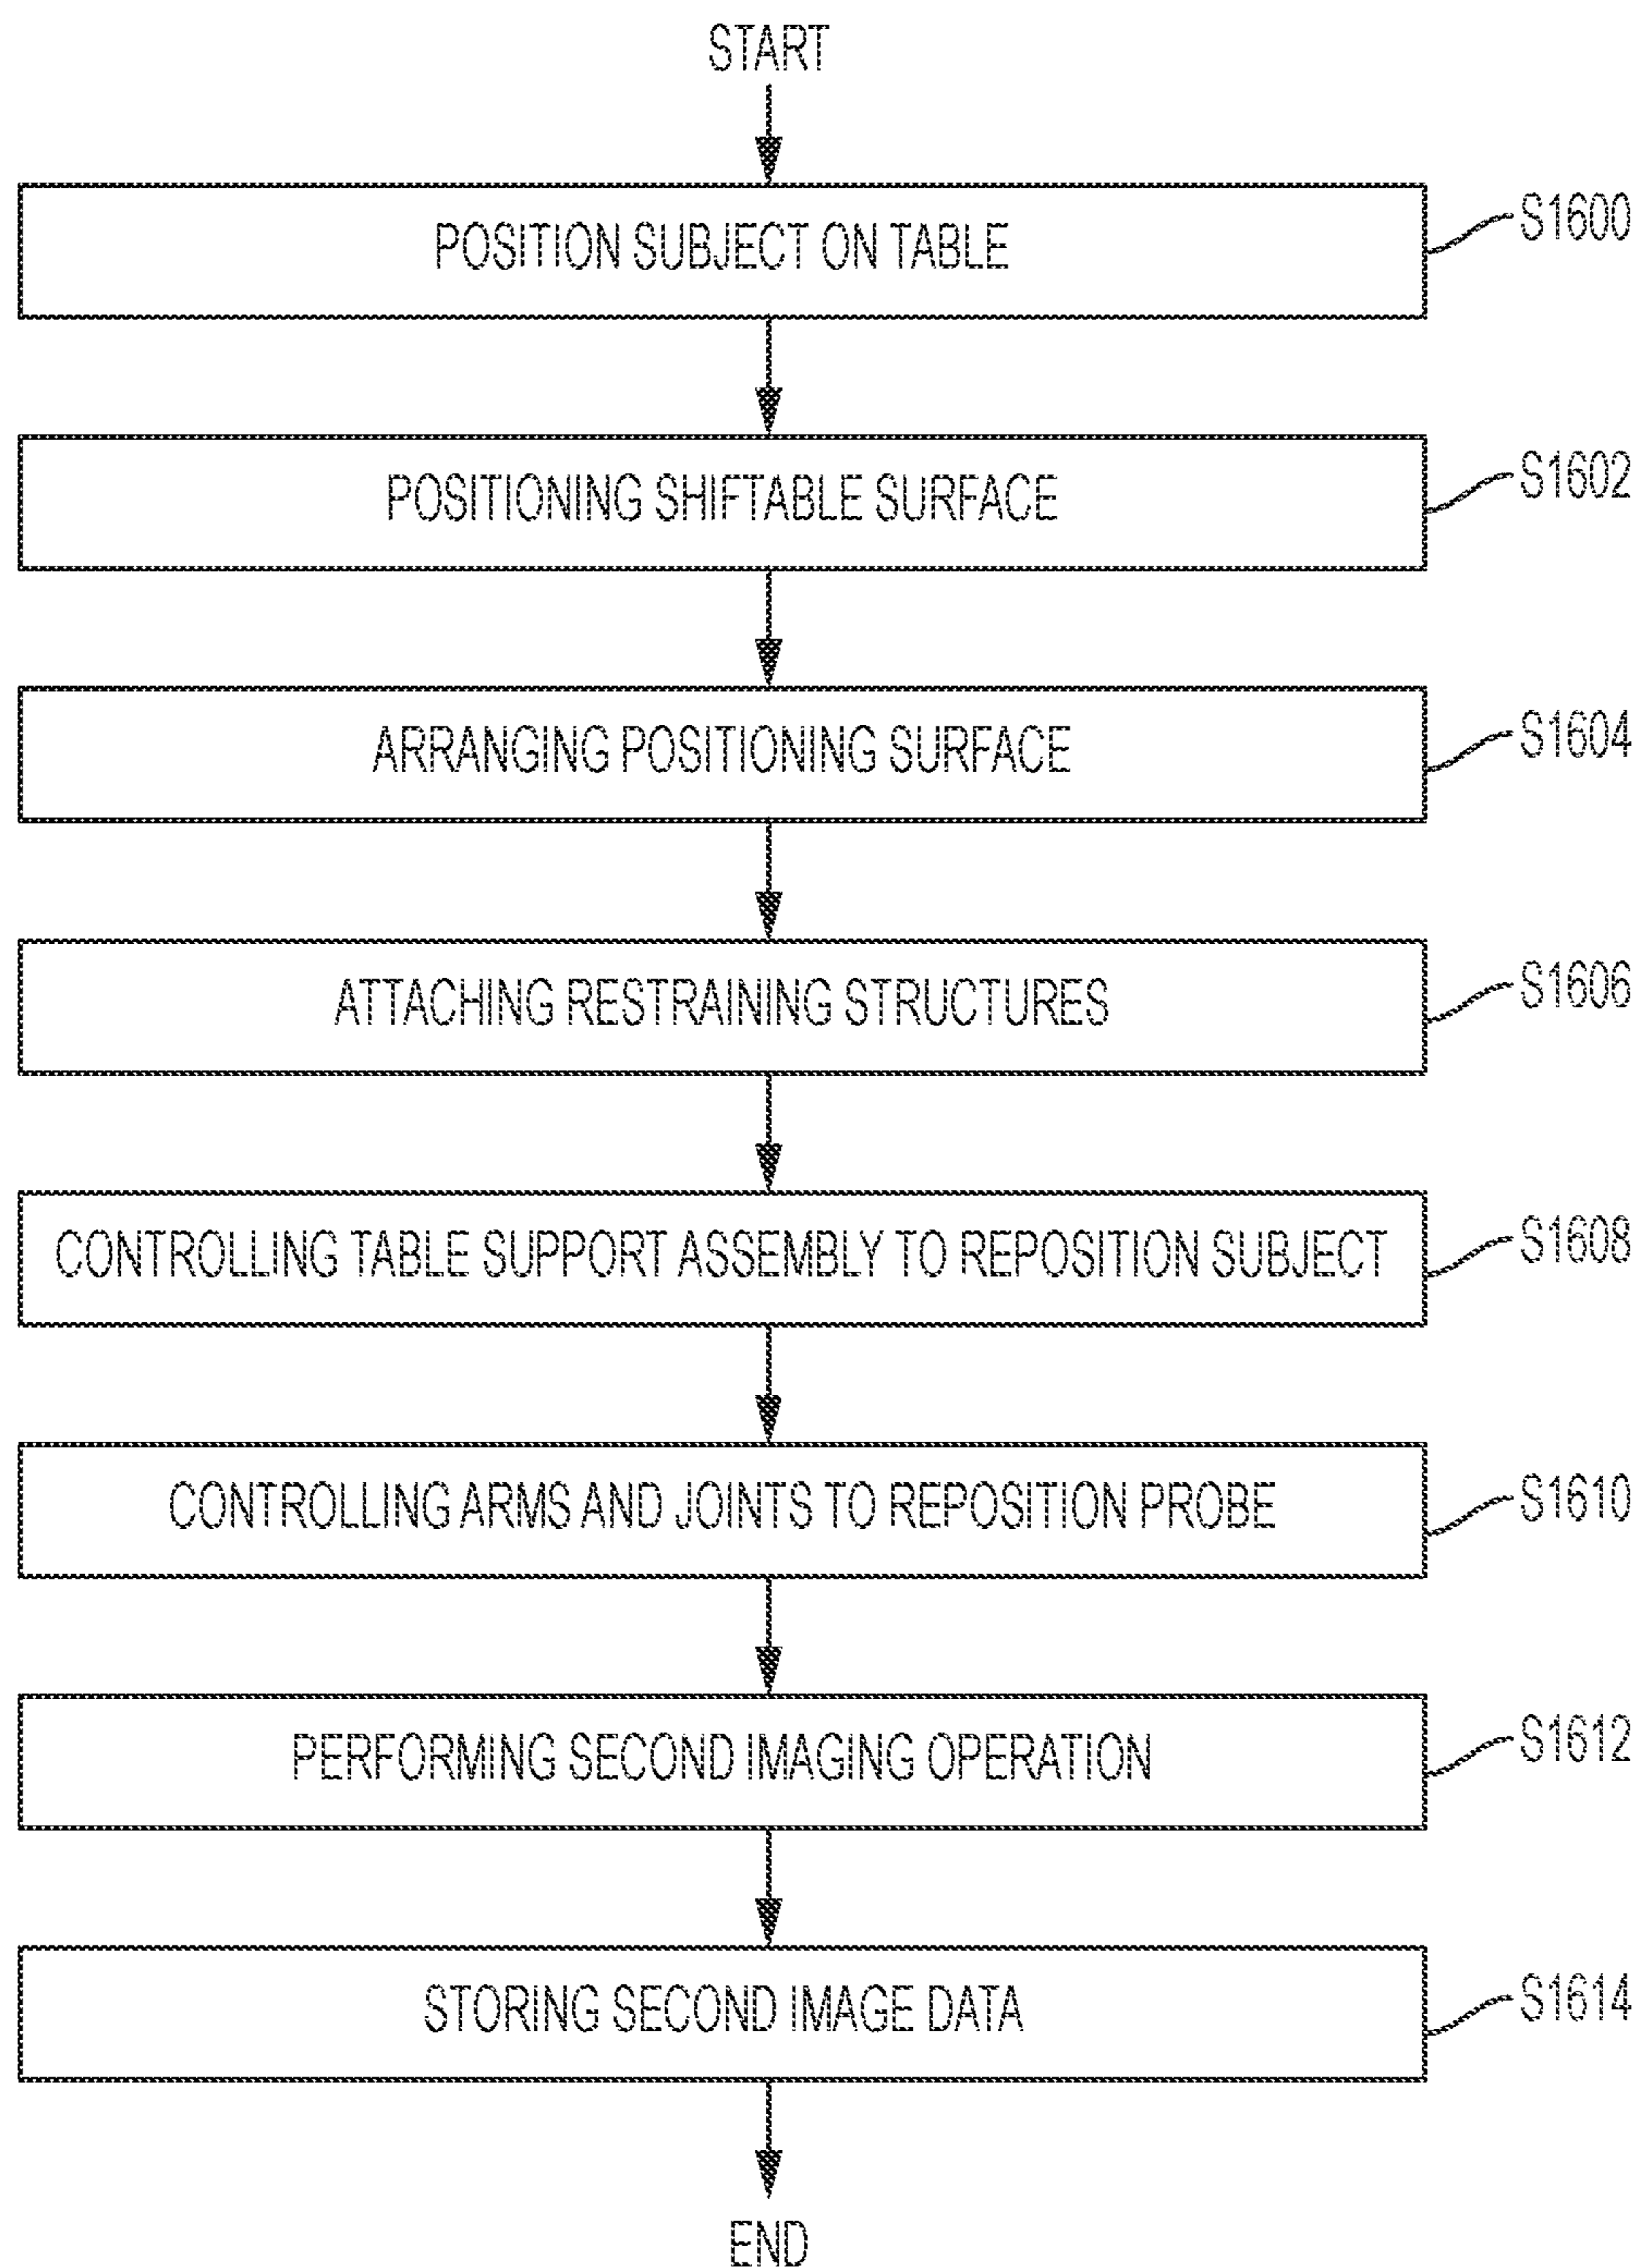 START
POSITION SUBJECT ON TABLE
S1600
POSITIONING SHIFTABLE SURFACE
S1602
ARRANGING POSITIONING SURFACE
S1604
ATTACHING RESTRAINING STRUCTURES
S1606
CONTROLLING TABLE SUPPORT ASSEMBLY TO REPOSITION SUBJECT
S1608
CONTROLLING ARMS AND JOINTS TO REPOSITION PROBE
S1610
PERFORMING SECOND IMAGING OPERATION
S1612
STORING SECOND IMAGE DATA
S1614
END